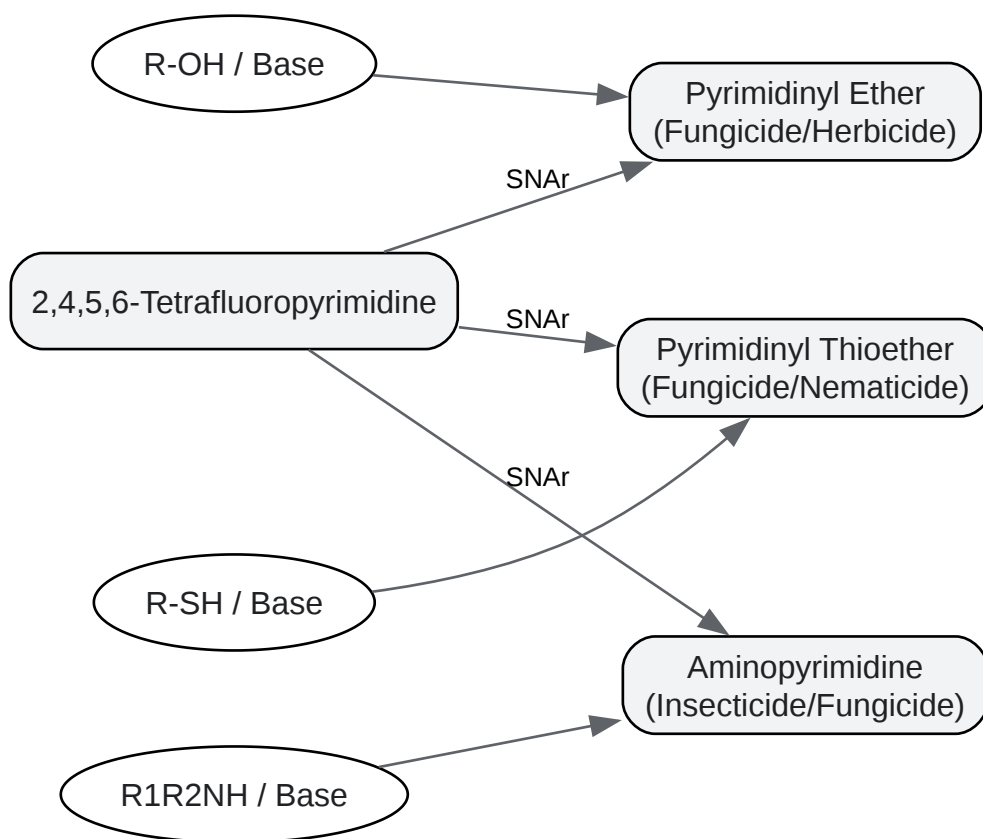 R-OH / Base
Pyrimidinyl Ether
(Fungicide/Herbicide)
SNAr
2,4,5,6-Tetrafluoropyrimidine
SNAr
Pyrimidinyl Thioether
(Fungicide/Nematicide)
SNAr
R-SH / Base
Aminopyrimidine
(Insecticide/Fungicide)
R1R2NH / Base